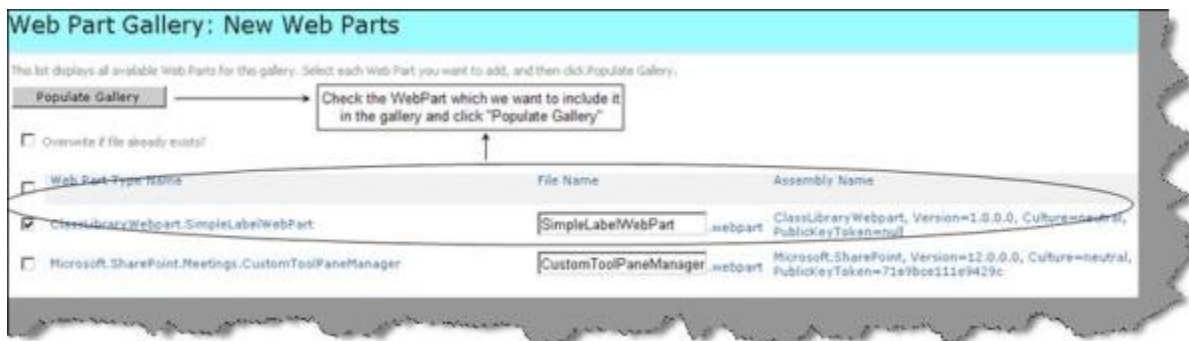 Web Part Gallery: New Web Parts
This list displays all available Web Parts for this gallery. Select each Web Part you want to add, and then click Populate Gallery.
Populate Gallery
Check the WebPart which we want to include it
in the gallery and click "Populate Gallery"
Overwrite if file already exists?
Web Part Type Name File Name Assembly Name
ClassLibraryWebpart.SimpleLabelWebPart SimpleLabelWebPart .webpart ClassLibraryWebpart, Version=1.0.0.0, Culture=neutral,
PublicKeyToken=null
Microsoft.SharePoint.Meetings.CustomToolPaneManager CustomToolPaneManager .webpart Microsoft.SharePoint, Version=12.0.0.0, Culture=neutral,
PublicKeyToken=71e9bce111e9429c